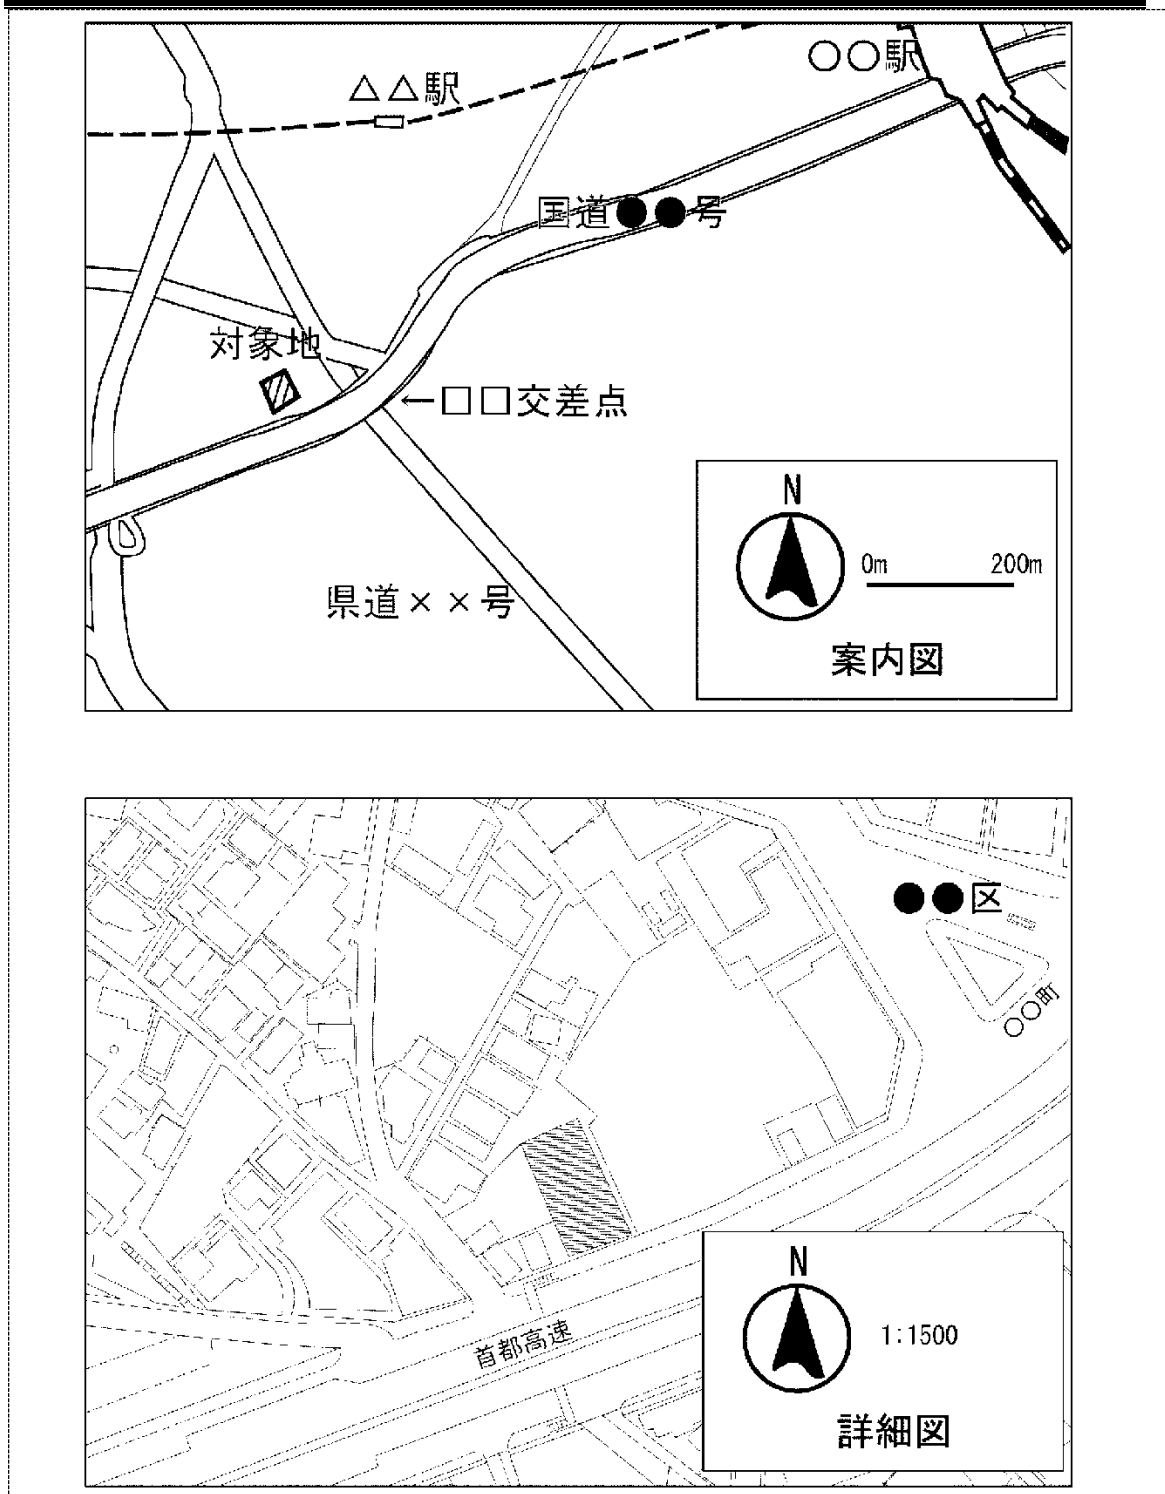 ○○駅
△△駅
国道●●号
対象地
←□□交差点
N
0m 200m
県道××号
案内図
●●区
○○町
N
1:1500
首都高速
詳細図